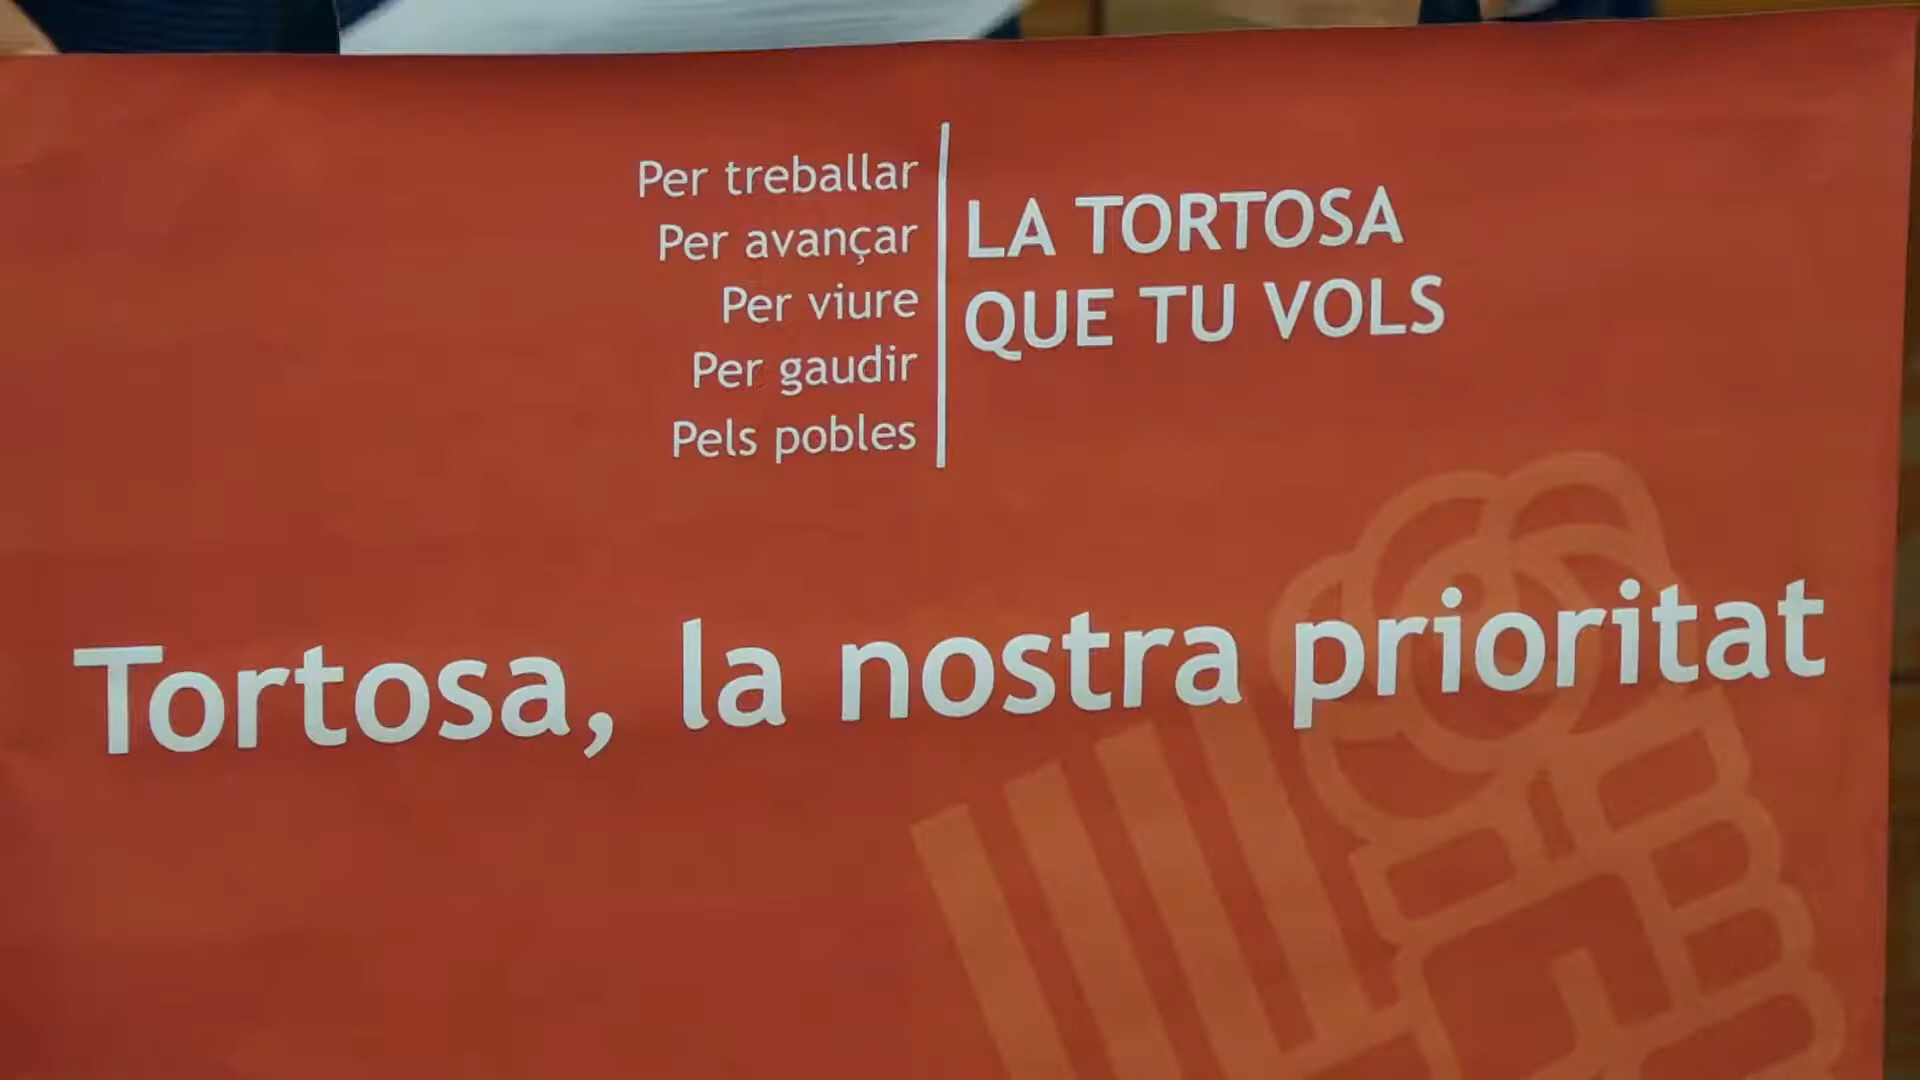 Per treballar
Per avançar
Per viure
Per gaudir
Pels pobles
LA TORTOSA
QUE TU VOLS
Tortosa, la nostra prioritat